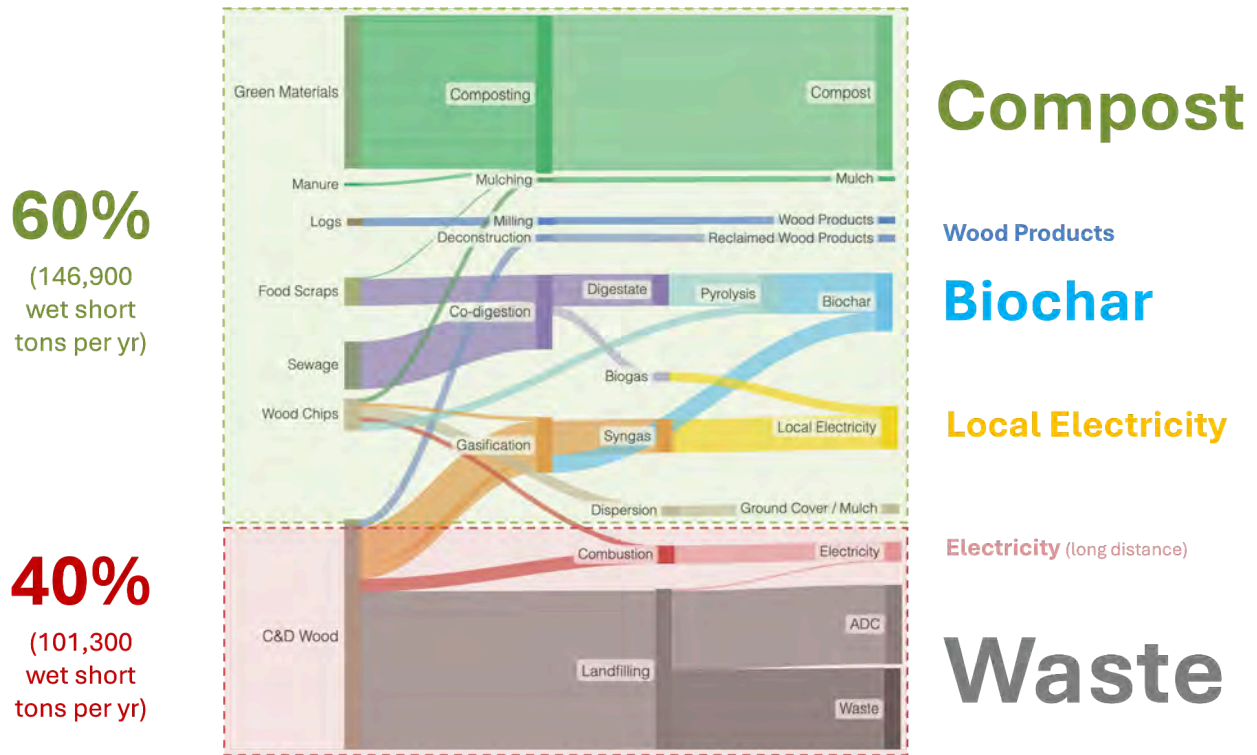 60%
(146,900
wet short
tons per yr)
40%
(101,300
wet short
tons per yr)
Green Materials
Composting
Compost
Manure
Mulching
Mulch
Logs
Milling
Wood Products
Deconstruction
Reclaimed Wood Products
Food Scraps
Co-digestion
Digestate
Pyrolysis
Biochar
Sewage
Biogas
Wood Chips
Gasification
Syngas
Local Electricity
Dispersion
Ground Cover / Mulch
Combustion
Electricity
C&D Wood
Landfilling
ADC
Waste
Compost
Wood Products
Biochar
Local Electricity
Electricity (long distance)
Waste